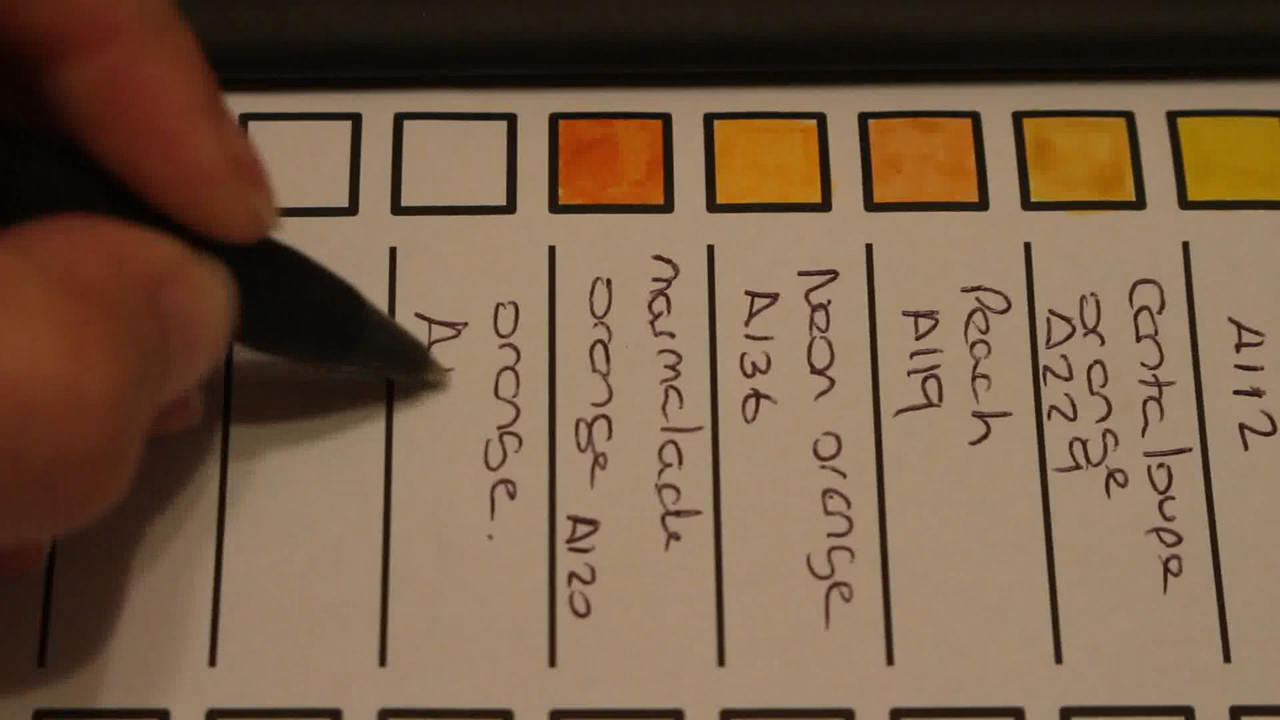 A112
Cantaloupe
orange
A229
Peach
A119
Neon orange
A136
marmalade
orange A120
orange.
A